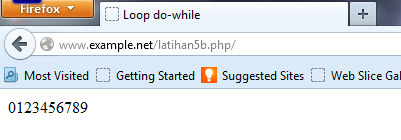 Firefox
Loop do-while
www.example.net/latihan5b.php/
Most Visited Getting Started Suggested Sites Web Slice Gal
0123456789